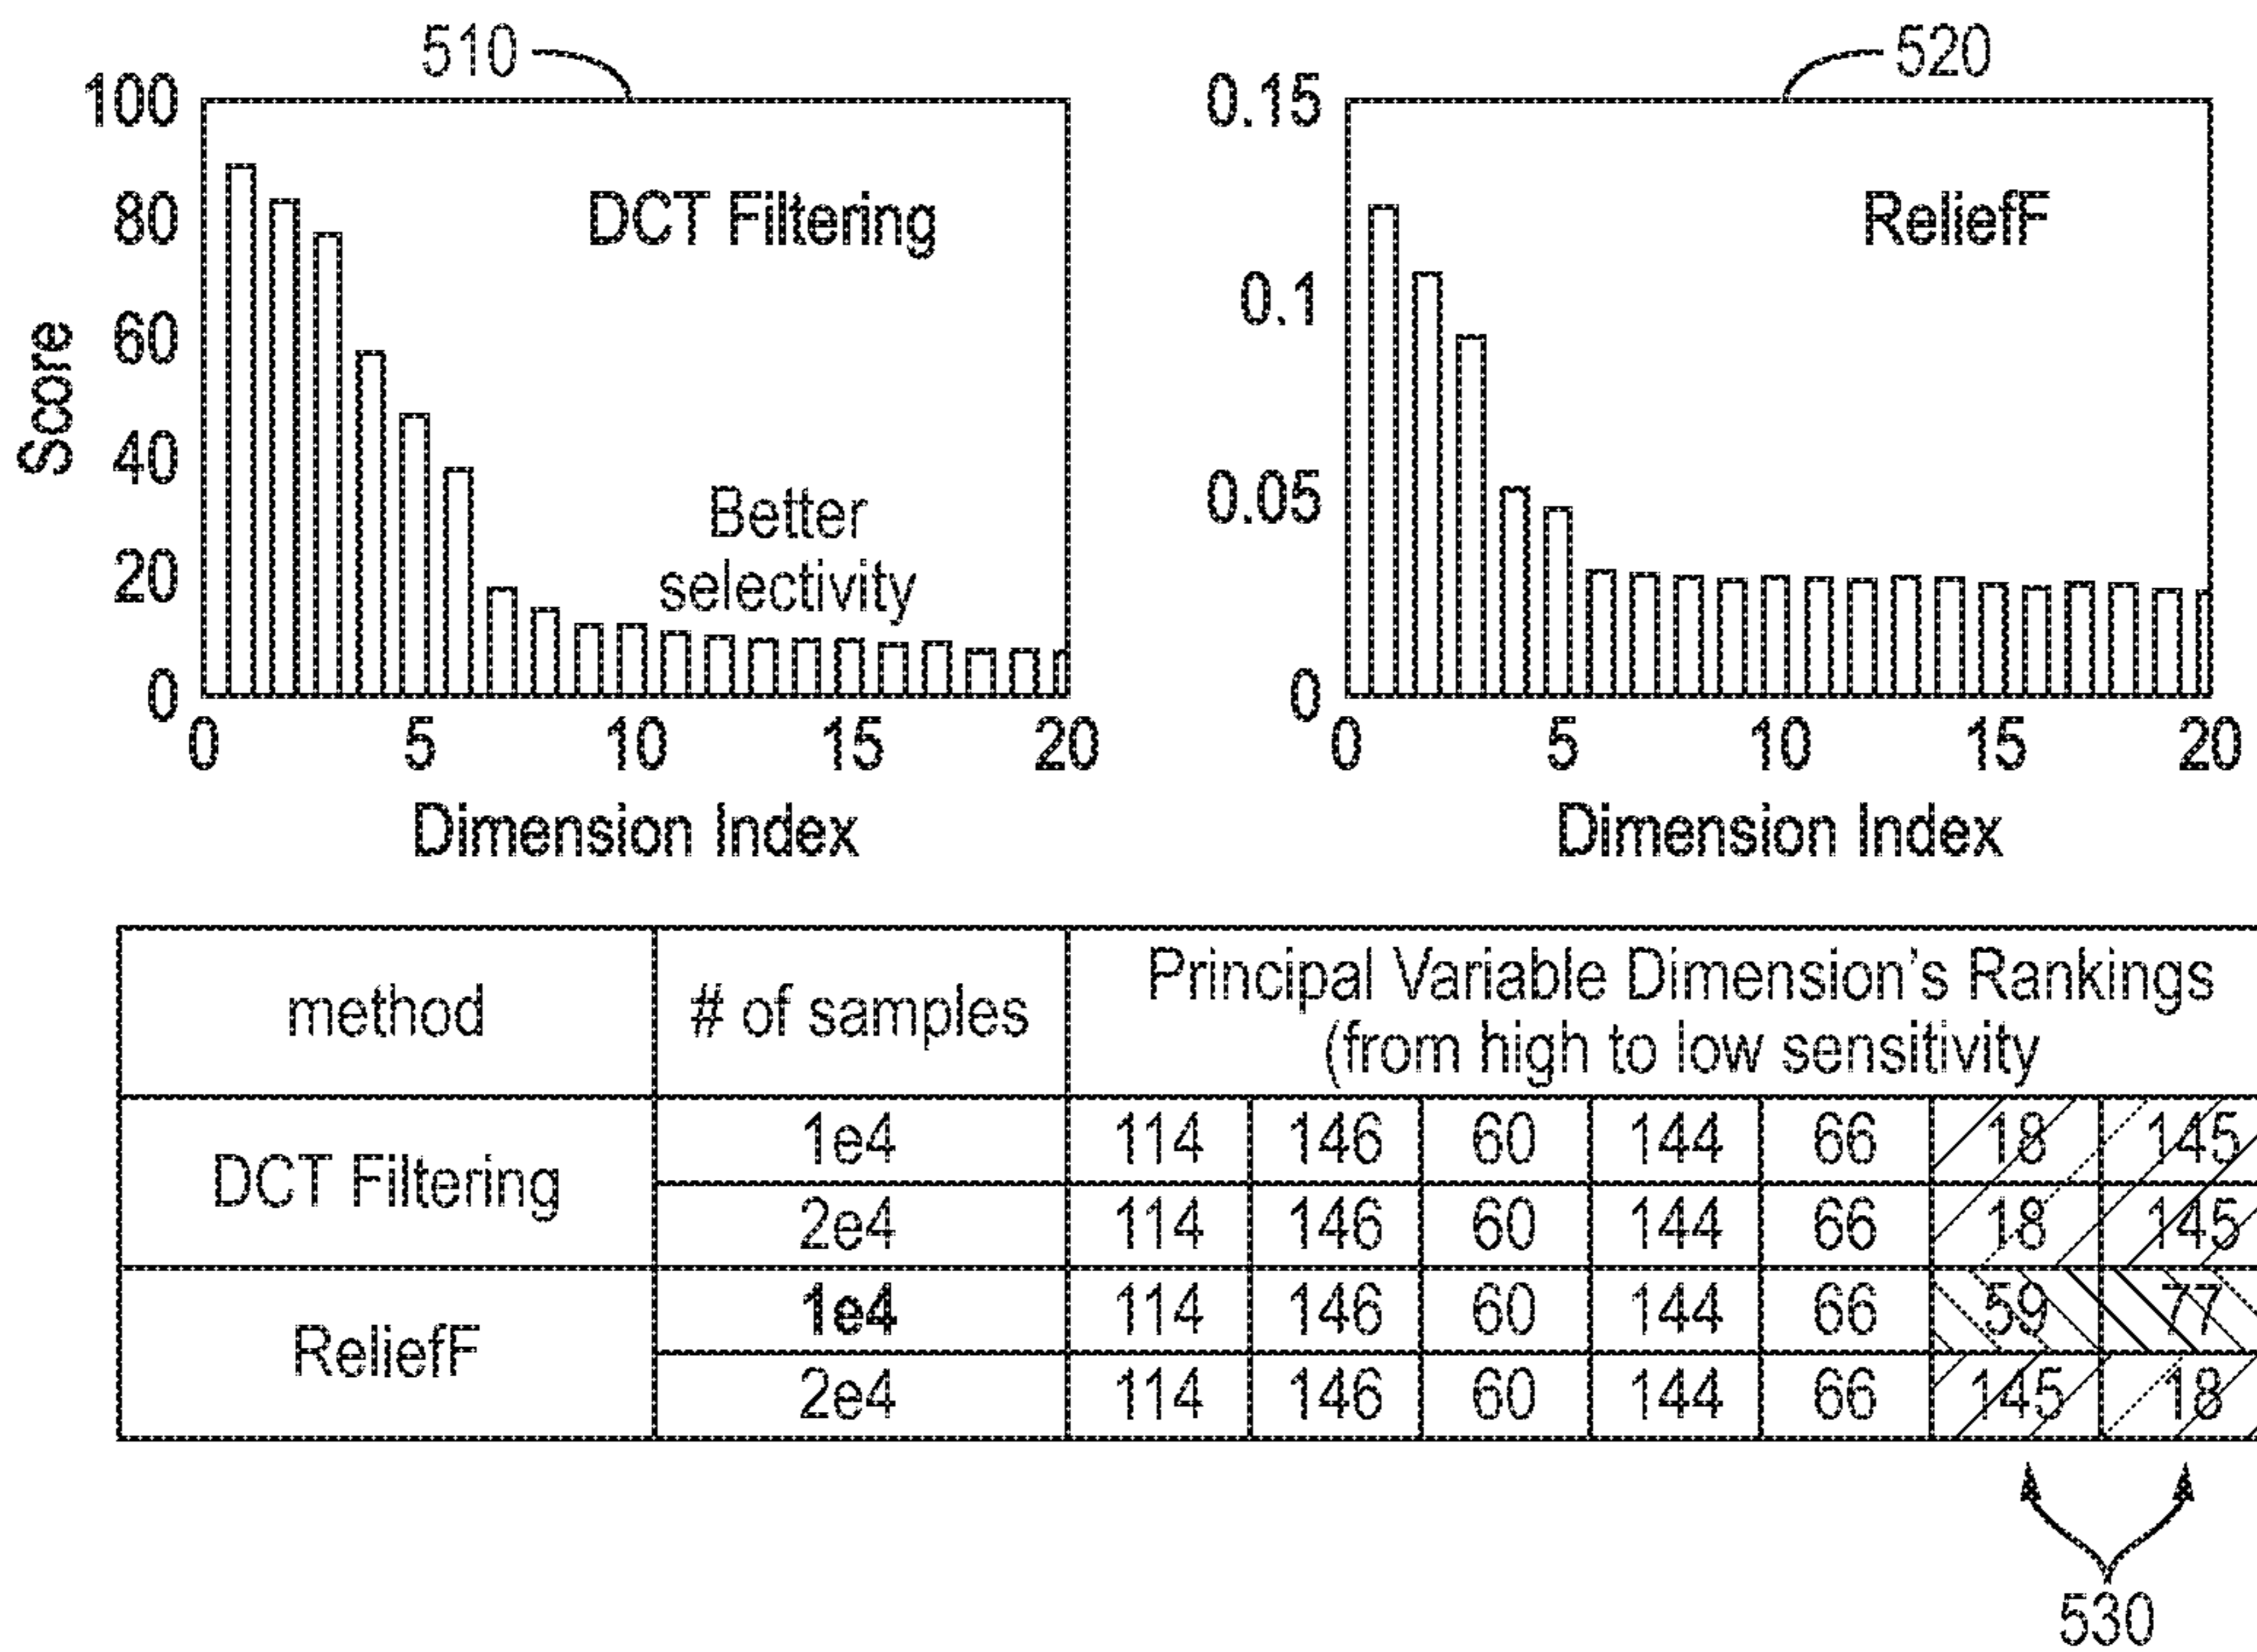 510
520
100
80
60
40
20
0
Score
DCT Filtering
Better
selectivity
0 5 10 15 20
Dimension Index
0.15
0.1
0.05
0
ReliefF
0 5 10 15 20
Dimension Index
method # of samples Principal Variable Dimension's Rankings
(from high to low sensitivity
DCT Filtering
1e4 114 146 60 144 66 18 145
2e4 114 146 60 144 66 18 145
ReliefF
1e4 114 146 60 144 66 59 77
2e4 114 146 60 144 66 145 18
530